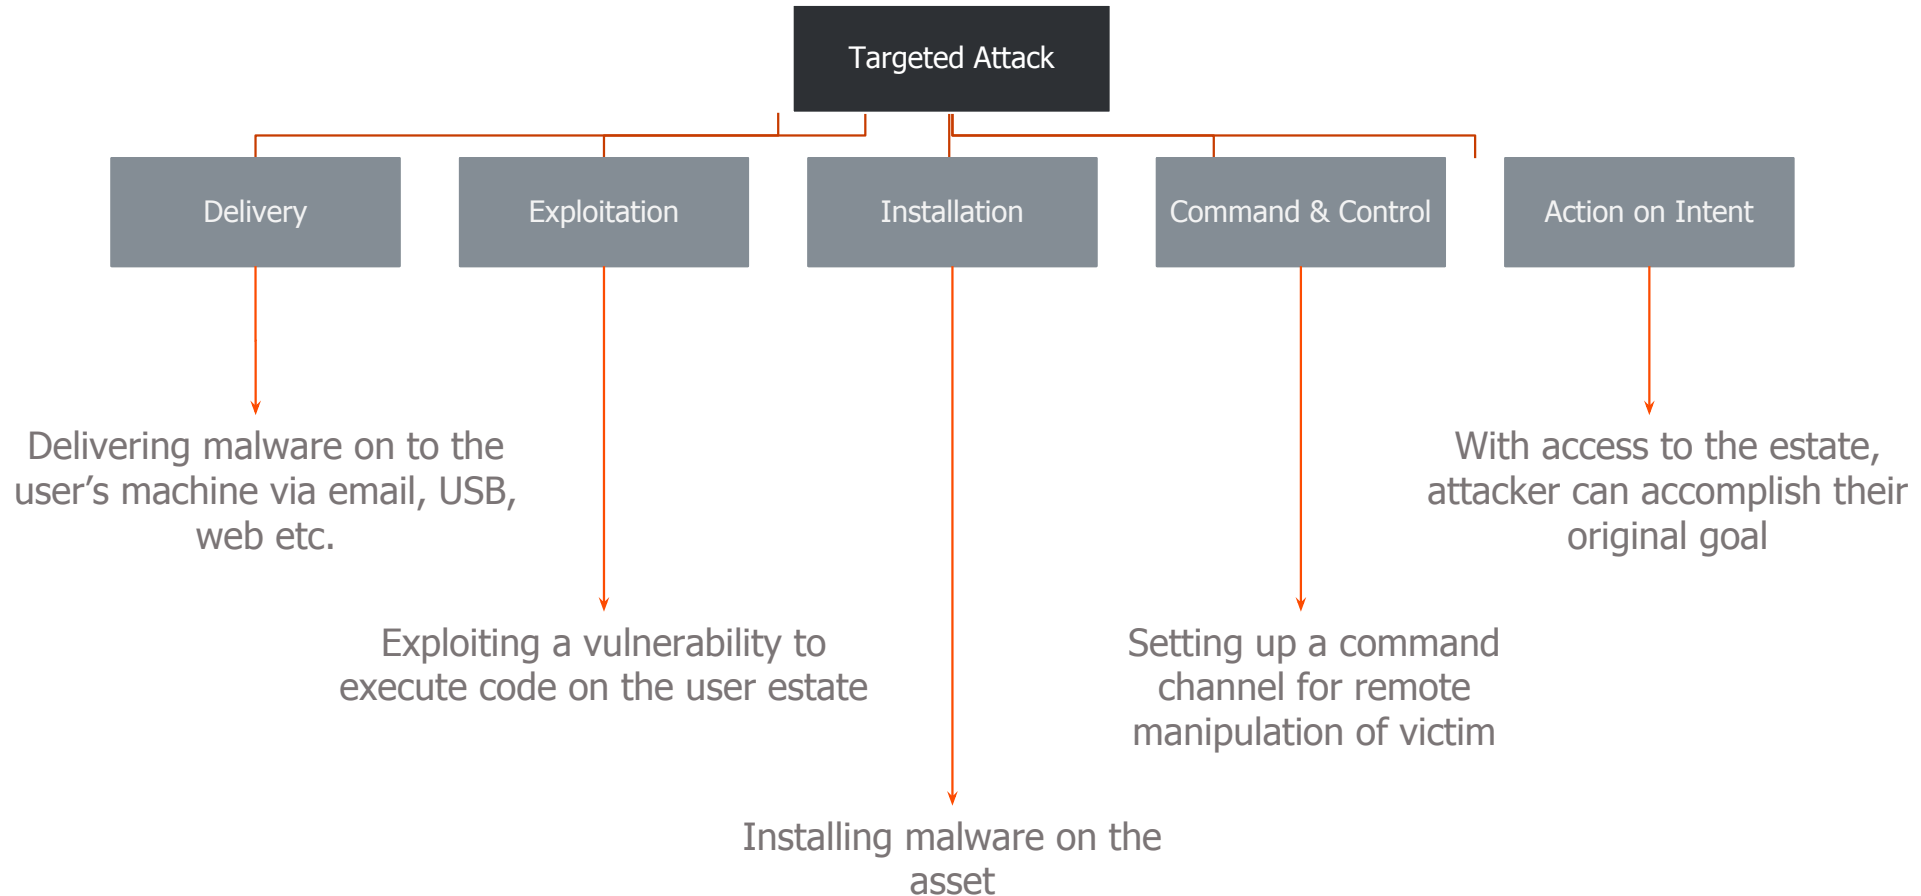 Targeted Attack
Delivery
Exploitation
Installation
Command & Control
Action on Intent
Delivering malware on to the
user’s machine via email, USB,
web etc.
With access to the estate,
attacker can accomplish their
original goal
Exploiting a vulnerability to
execute code on the user estate
Setting up a command
channel for remote
manipulation of victim
Installing malware on the
asset